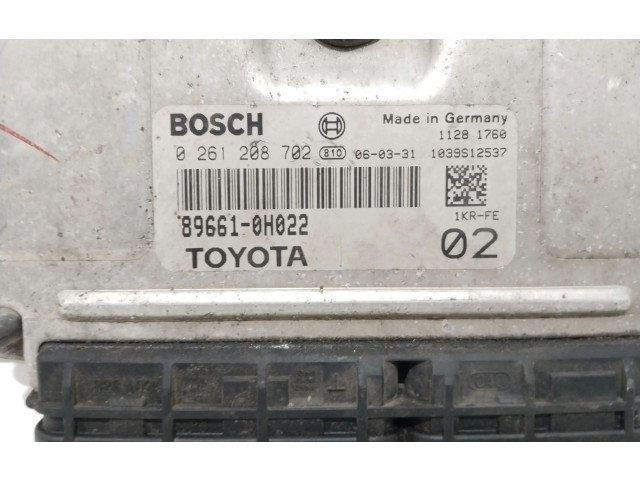 BOSCH Made in Germany
1128 1760
0 261 208 702 810 06-03-31 1039S12537
89661-0H022 1KR-FE
TOYOTA 02